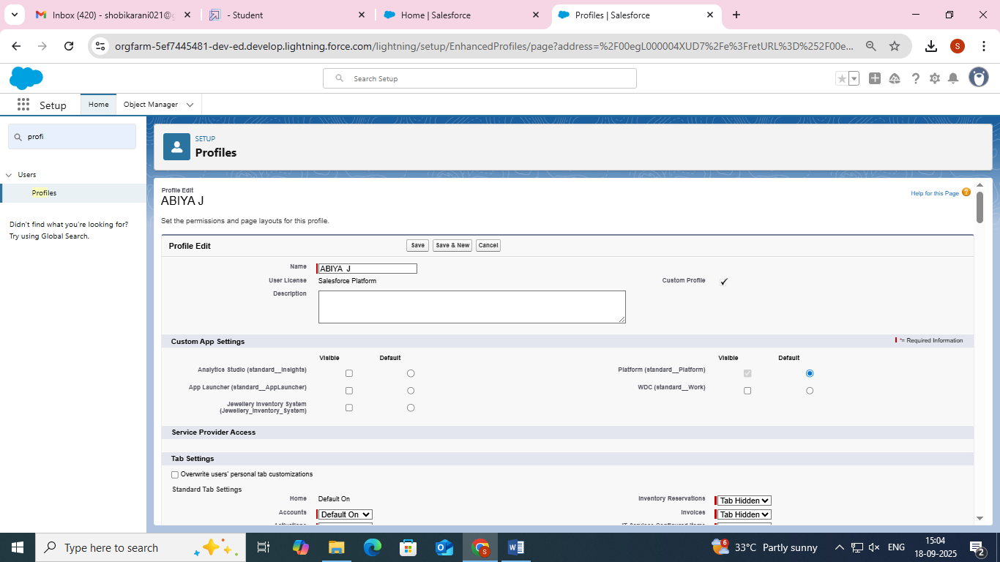 Inbox (420) - shobikarani021@g
- Student
Home | Salesforce
Profiles | Salesforce
orgfarm-5ef7445481-dev-ed.develop.lightning.force.com/lightning/setup/EnhancedProfiles/page?address=%2F00egL000004XUD7%2Fe%3FretURL%3D%252F00e...
S
Search Setup
Setup
Home
Object Manager
profi
Users
Profiles
Didn't find what you're looking for?
Try using Global Search.
SETUP
Profiles
Profile Edit
ABIYA J
Help for this Page ?
Set the permissions and page layouts for this profile.
Profile Edit
Save
Save & New
Cancel
Name
ABIYA J
User License
Salesforce Platform
Custom Profile
Description
Custom App Settings
= Required Information
Visible
Default
Visible
Default
Analytics Studio (standard__Insights)
Platform (standard__Platform)
App Launcher (standard__AppLauncher)
WDC (standard__Work)
Jewellery Inventory System
(Jewellery_Inventory_System)
Service Provider Access
Tab Settings
Overwrite users' personal tab customizations
Standard Tab Settings
Home
Default On
Inventory Reservations
Tab Hidden
Accounts
Default On
Invoices
Tab Hidden
Type here to search
6
33°C Partly sunny
ENG
15:04
18-09-2025
2